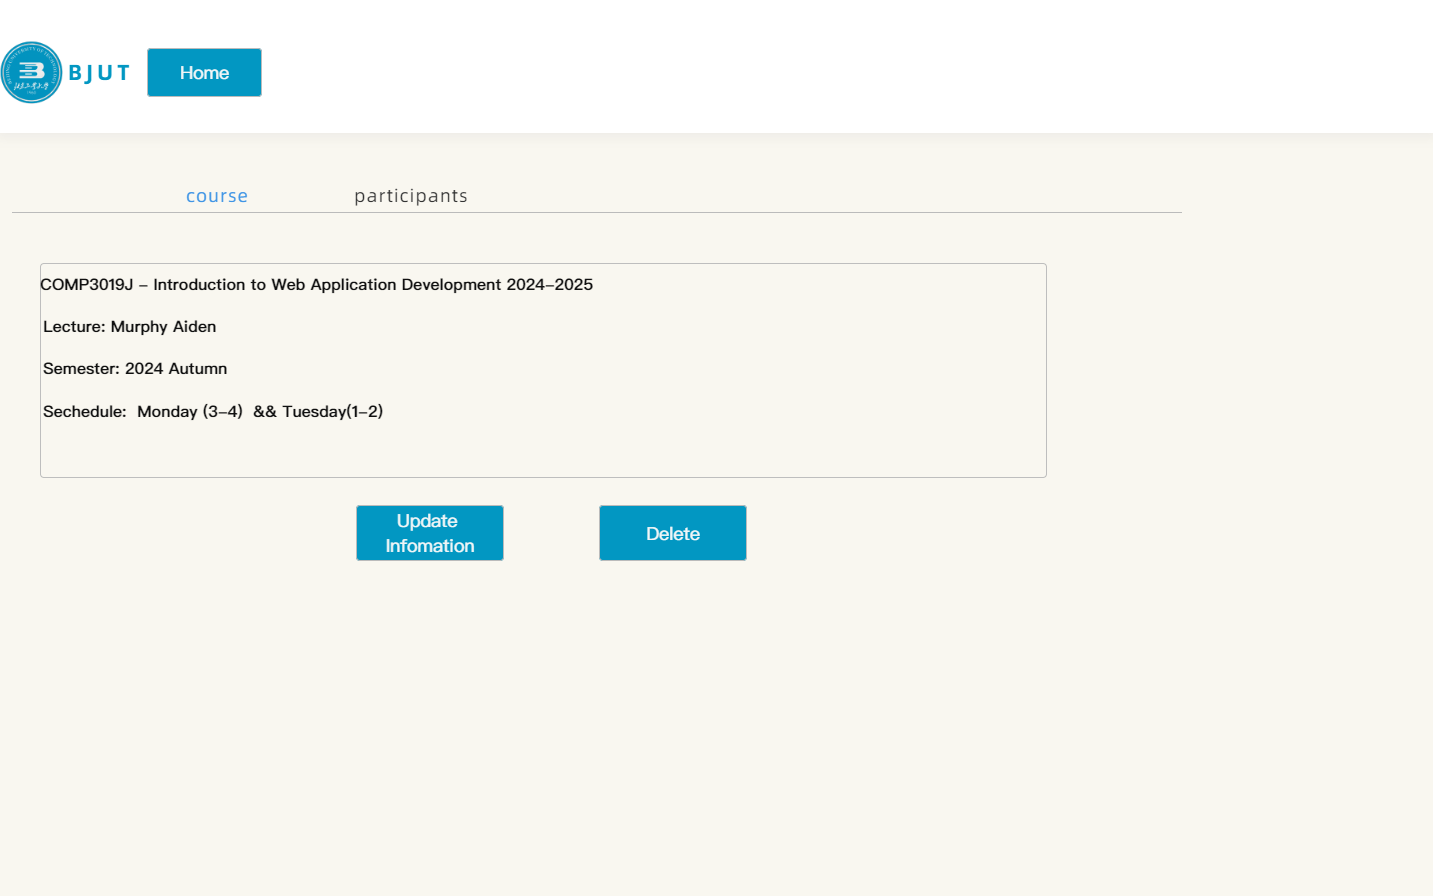 BJUT
Home
course
participants
COMP3019J – Introduction to Web Application Development 2024–2025
Lecture: Murphy Aiden
Semester: 2024 Autumn
Sechedule:  Monday (3–4)  && Tuesday(1–2)
Update
Infomation
Delete